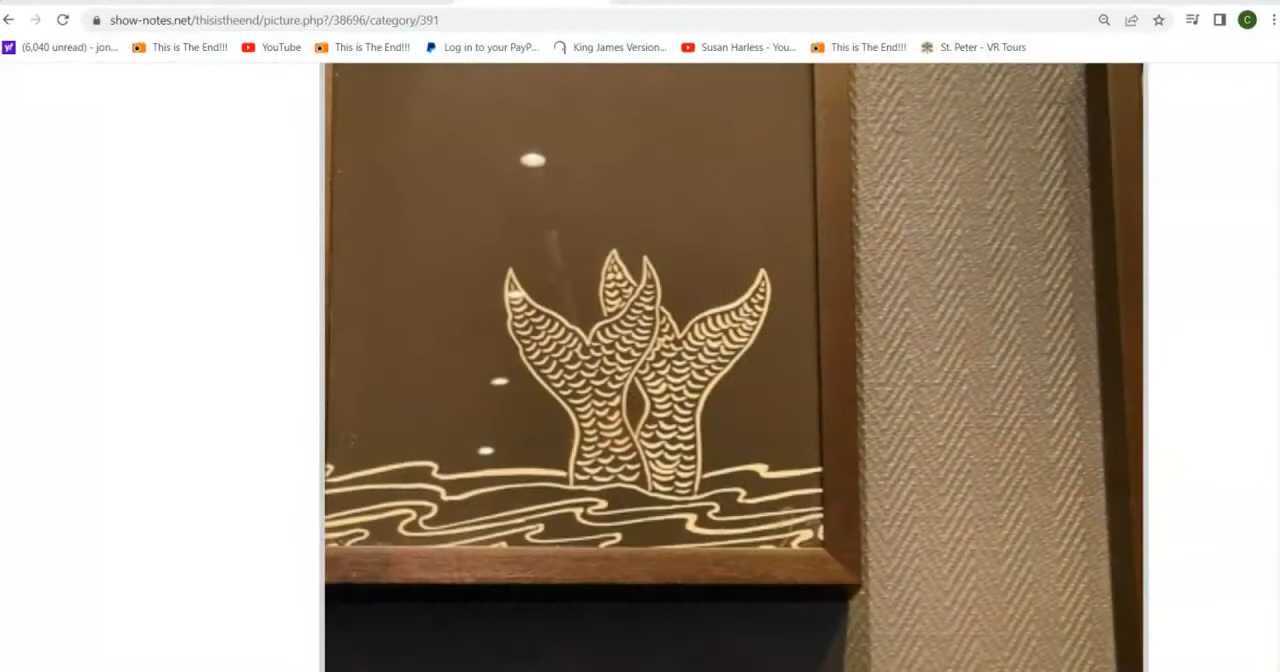 show-notes.net/thisistheend/picture.php?/38696/category/391
(6,040 unread) - jon... This is The End!!! YouTube This is The End!!! Log in to your PayP... King James Version... Susan Harless - You... This is The End!!! St. Peter - VR Tours
C